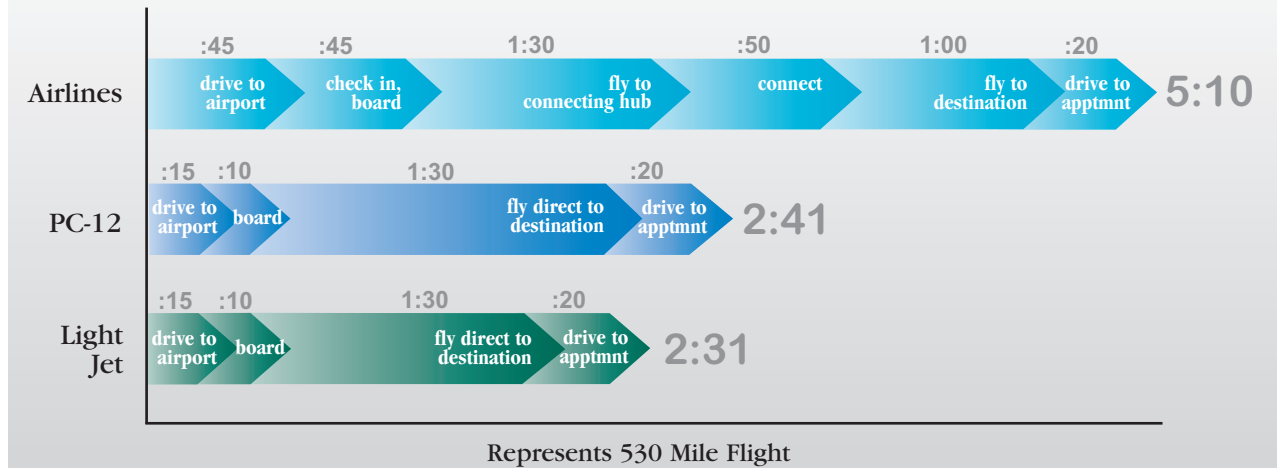 :45 :45 1:30 :50 1:00 :20
Airlines
drive to
airport
check in,
board
fly to
connecting hub
connect
fly to
destination
drive to
apptmnt
5:10
:15 :10 1:30 :20
PC-12
drive to
airport
board
fly direct to
destination
drive to
apptmnt
2:41
:15 :10 1:30 :20
Light
Jet
drive to
airport
board
fly direct to
destination
drive to
apptmnt
2:31
Represents 530 Mile Flight